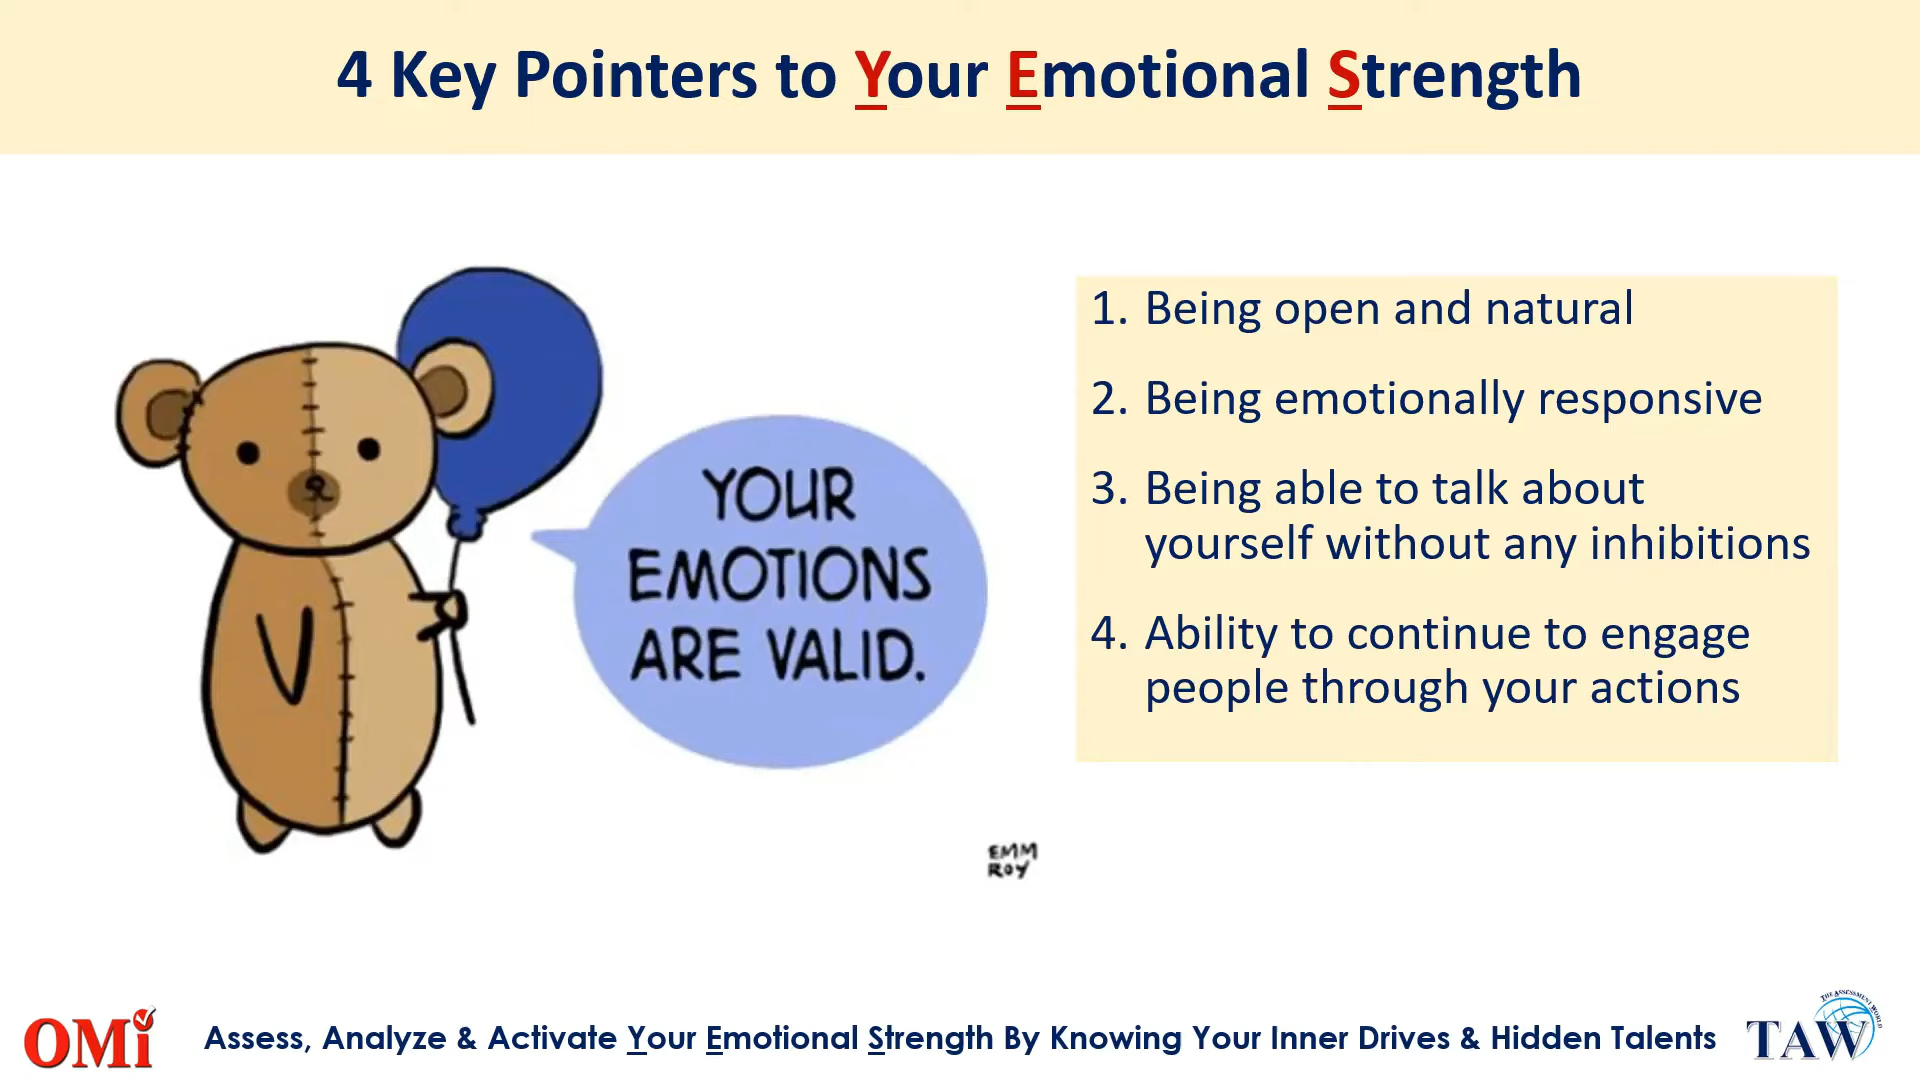 4 Key Pointers to Your Emotional Strength
YOUR
EMOTIONS
ARE VALID.
EMM
ROY
1. Being open and natural
2. Being emotionally responsive
3. Being able to talk about
yourself without any inhibitions
4. Ability to continue to engage
people through your actions
OMi
Assess, Analyze & Activate Your Emotional Strength By Knowing Your Inner Drives & Hidden Talents
THE ASSESSMENT WORLD
TAW